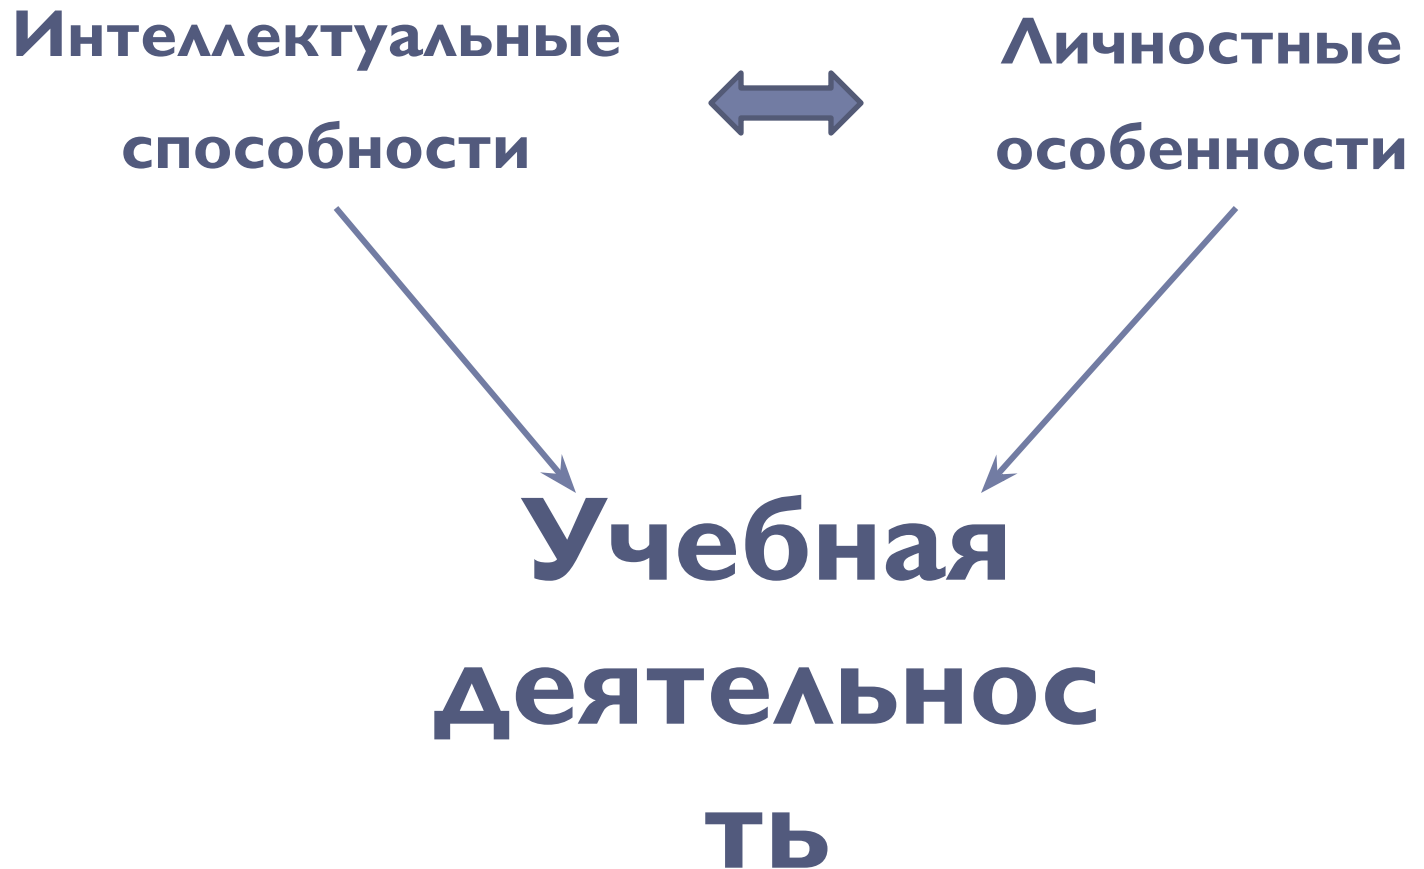 Интеллектуальные
способности
Личностные
особенности
Учебная
деятельнос
ть